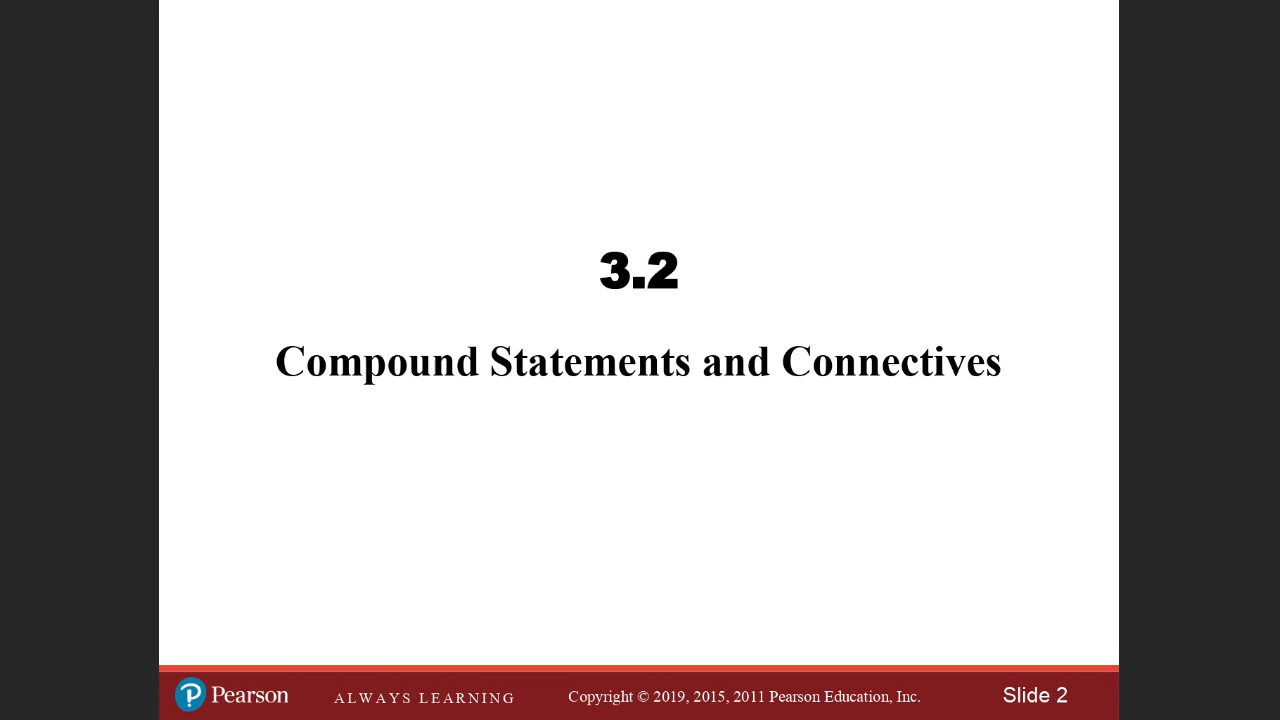 3.2
Compound Statements and Connectives
Pearson
ALWAYS LEARNING
Copyright © 2019, 2015, 2011 Pearson Education, Inc.
Slide 2